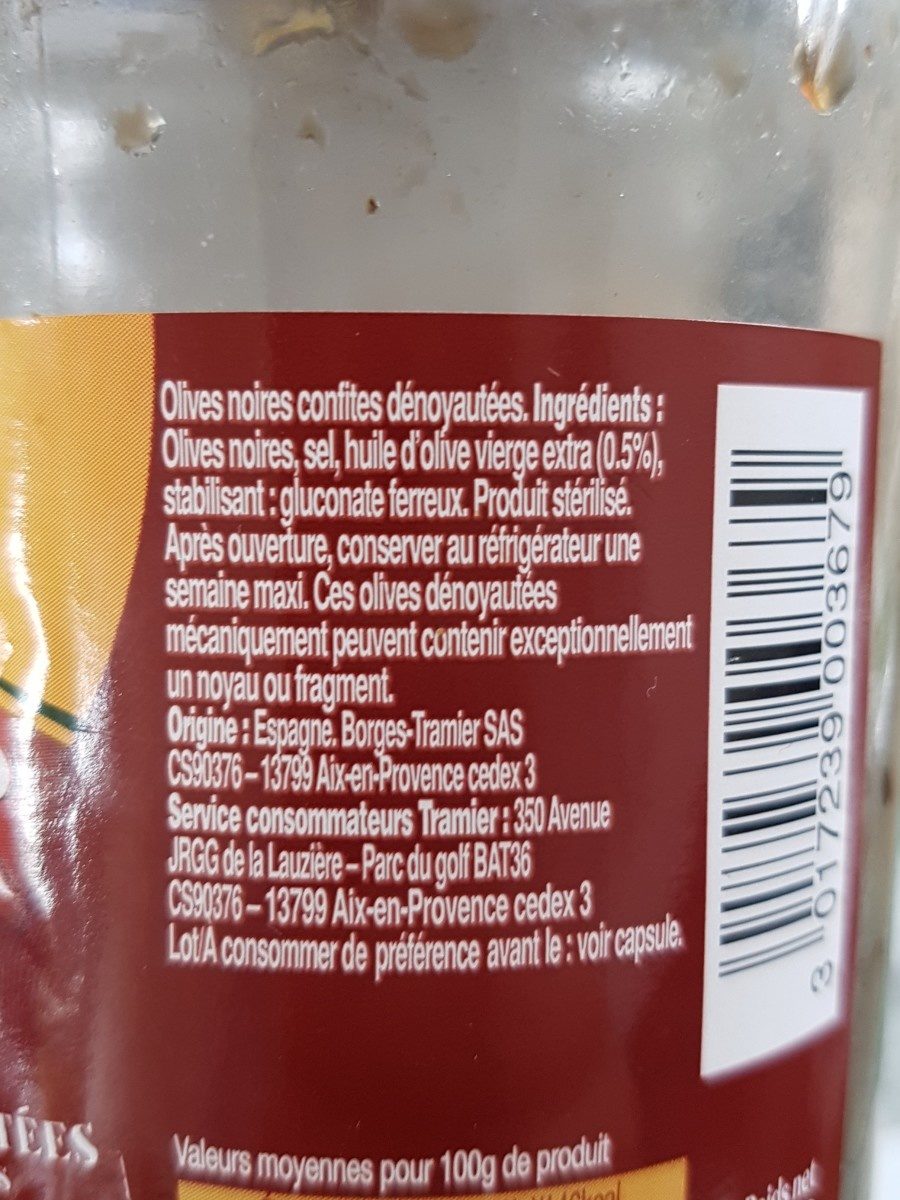 Olives noires confites dénoyautées. Ingrédients :
Olives noires, sel, huile d'olive vierge extra (0.5%),
stabilisant : gluconate ferreux. Produit stérilisé.
Après ouverture, conserver au réfrigérateur une
semaine maxi. Ces olives dénoyautées
mécaniquement peuvent contenir exceptionnellement
un noyau ou fragment.
Origine : Espagne. Borges-Tramier SAS
CS90376 – 13799 Aix-en-Provence cedex 3
Service consommateurs Tramier : 350 Avenue
JRGG de la Lauzière – Parc du golf BAT36
CS90376 – 13799 Aix-en-Provence cedex 3
Lot/A consommer de préférence avant le : voir capsule.
3 017239 003679
TÉES
Valeurs moyennes pour 100g de produit
Poids net